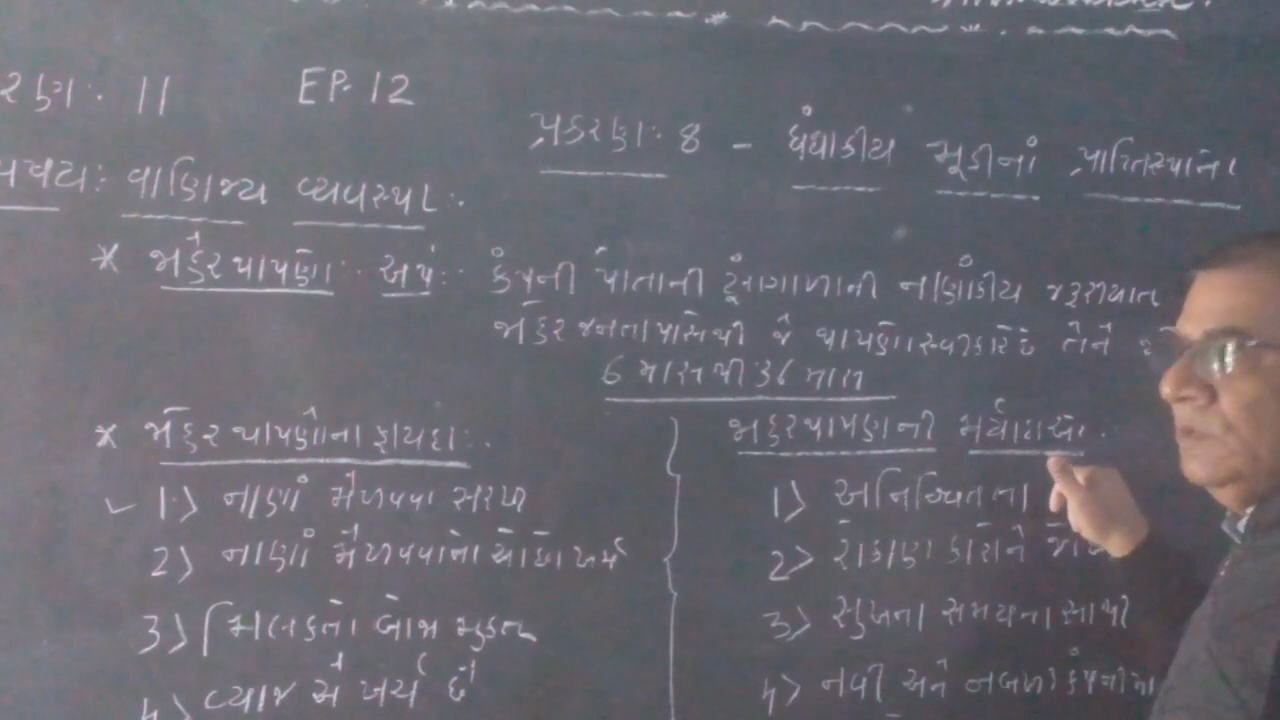 રણ: 11 EP. 12
પ્રકરણ: 8 - ધંધાકીય મૂડીનાં પ્રાપ્તિસ્થાનો
વિષય: વાણિજ્ય વ્યવસ્થા:.
* જાહેર થાપણો: અર્થ: કંપની પોતાની ટૂંકાગાળાની નાણાંકીય જરૂરીયાત
જાહેર જનતા પાસેથી જે થાપણો સ્વીકારે છે તેને
6 માસથી 36 માસ
* જાહેર થાપણોના ફાયદા:.
1) નાણાં મેળવવા સરળ
2) નાણાં મેળવવાનો ઓછો ખર્ચ
3) મિલકતો બોજા મુક્ત
4) વ્યાજ એ ખર્ચ છે
જાહેર થાપણની મર્યાદાઓ:.
1) અનિશ્ચિતતા
2) રોકાણકારોને
3) સુખના સમયના સાથી
4) નવી અને નબળી કંપનીઓ